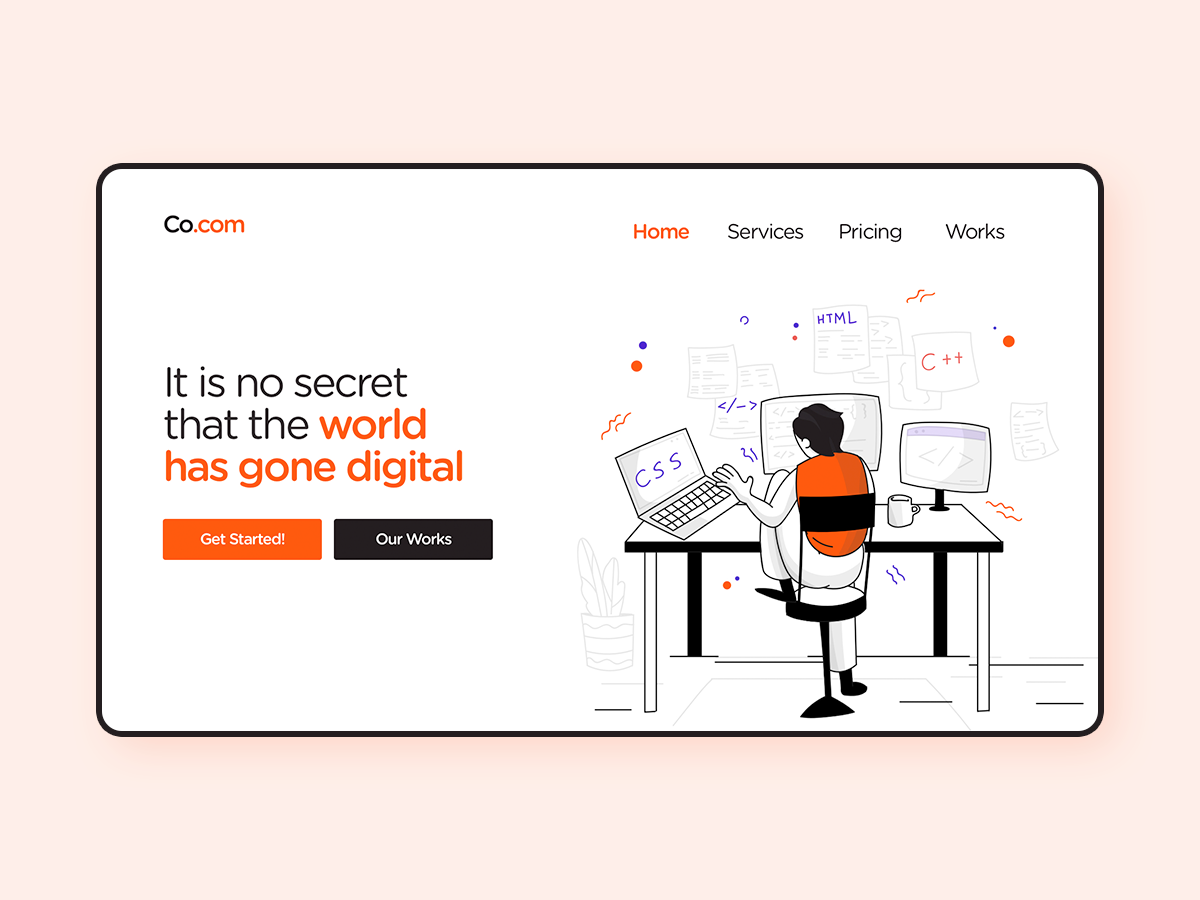 Co.com
Home Services Pricing Works
It is no secret
that the world
has gone digital
Get Started! Our Works
HTML
C++
</->
CSS
</>